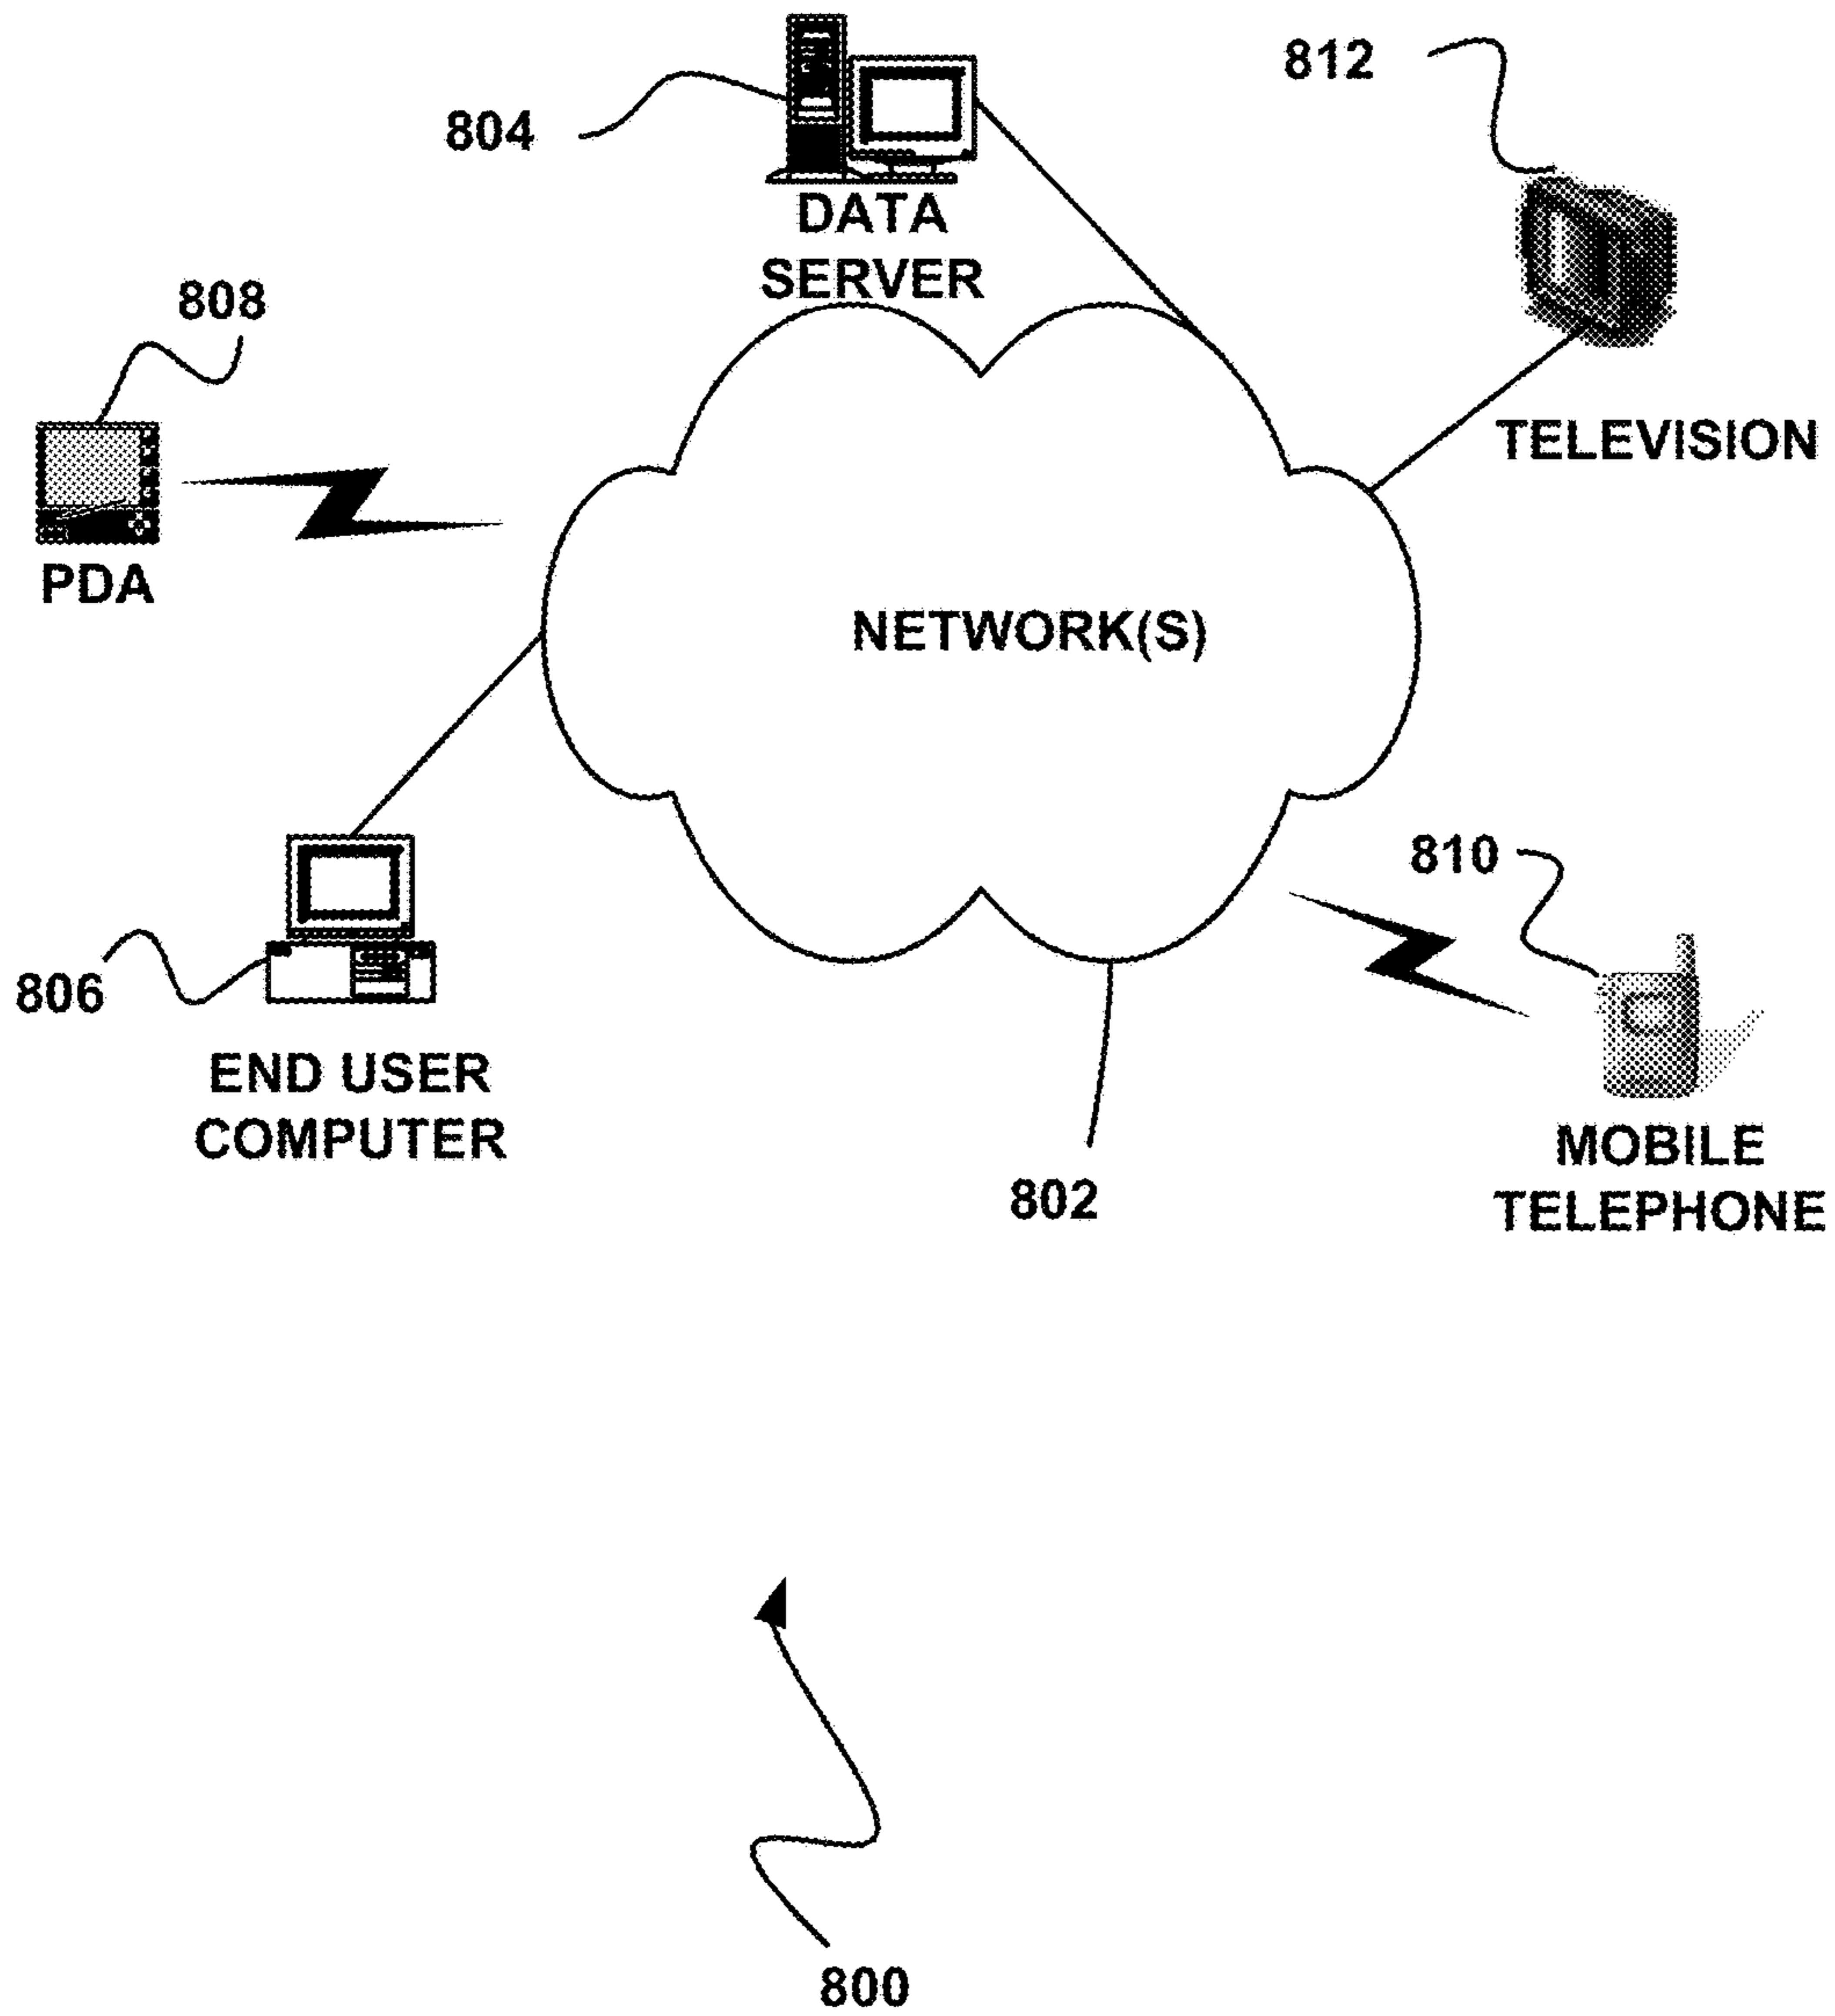 812
804
DATA
SERVER
808
TELEVISION
PDA
NETWORK(S)
810
806
END USER
COMPUTER
MOBILE
TELEPHONE
802
800